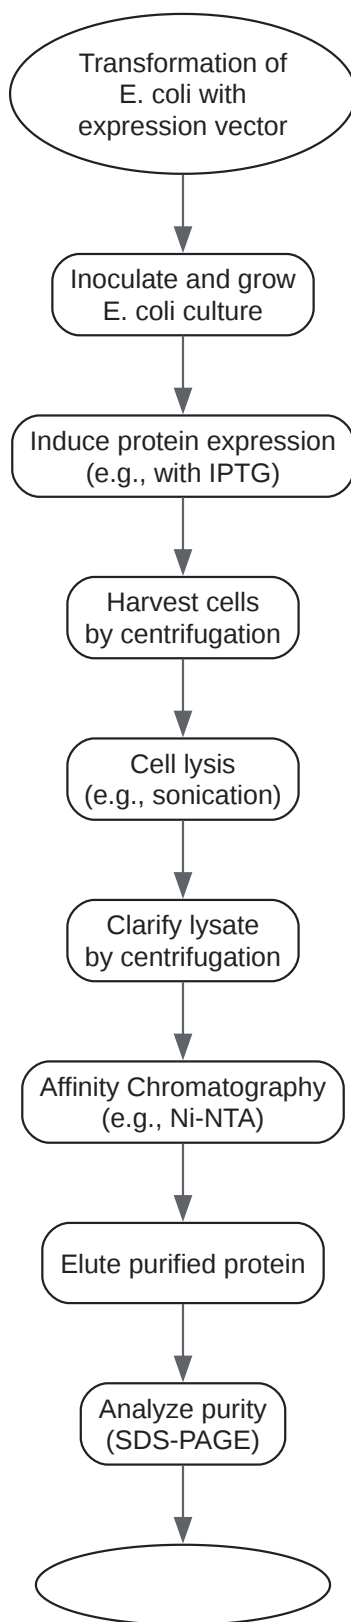 Transformation of
E. coli with
expression vector
Inoculate and grow
E. coli culture
Induce protein expression
(e.g., with IPTG)
Harvest cells
by centrifugation
Cell lysis
(e.g., sonication)
Clarify lysate
by centrifugation
Affinity Chromatography
(e.g., Ni-NTA)
Elute purified protein
Analyze purity
(SDS-PAGE)